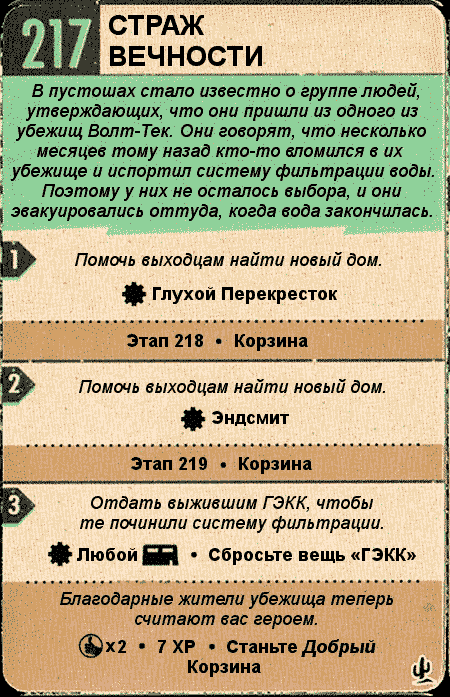 217
СТРАЖ
ВЕЧНОСТИ
В пустошах стало известно о группе людей,
утверждающих, что они пришли из одного из
убежищ Волт-Тек. Они говорят, что несколько
месяцев тому назад кто-то вломился в их
убежище и испортил систему фильтрации воды.
Поэтому у них не осталось выбора, и они
эвакуировались оттуда, когда вода закончилась.
1
Помочь выходцам найти новый дом.
Глухой Перекресток
Этап 218 • Корзина
2
Помочь выходцам найти новый дом.
Эндсмит
Этап 219 • Корзина
3
Отдать выжившим ГЭКК, чтобы
те починили систему фильтрации.
Любой • Сбросьте вещь «ГЭКК»
Благодарные жители убежища теперь
считают вас героем.
x2 • 7 XP • Станьте Добрый
Корзина